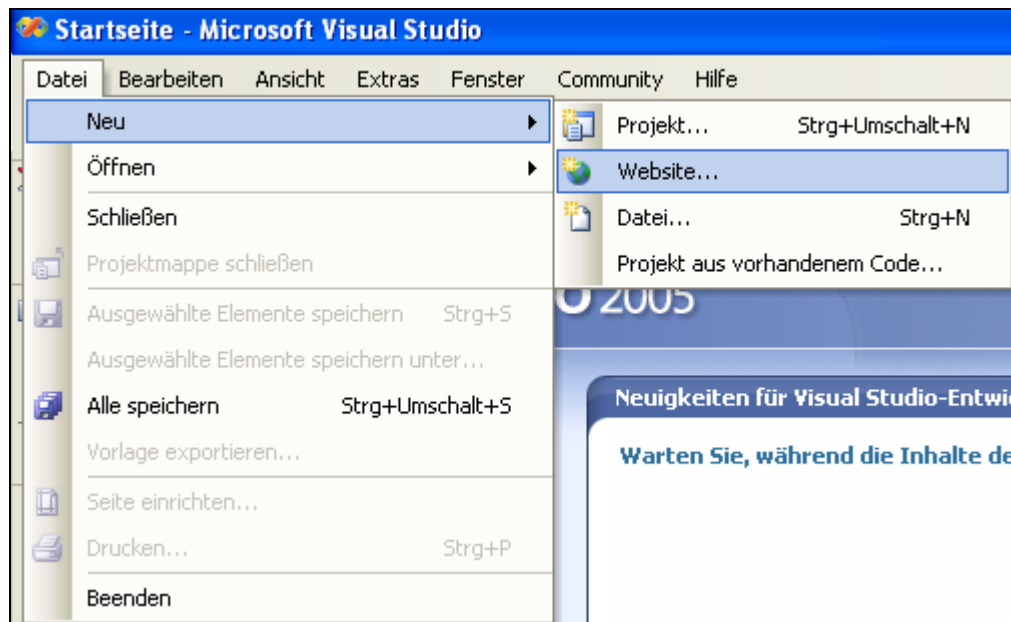 Startseite - Microsoft Visual Studio
Datei Bearbeiten Ansicht Extras Fenster Community Hilfe
Neu
Öffnen
Schließen
Projektmappe schließen
Ausgewählte Elemente speichern Strg+S
Ausgewählte Elemente speichern unter...
Alle speichern Strg+Umschalt+S
Vorlage exportieren...
Seite einrichten...
Drucken... Strg+P
Beenden
Projekt... Strg+Umschalt+N
Website...
Datei... Strg+N
Projekt aus vorhandenem Code...
2005
Neuigkeiten für Visual Studio-Entwi
Warten Sie, während die Inhalte de